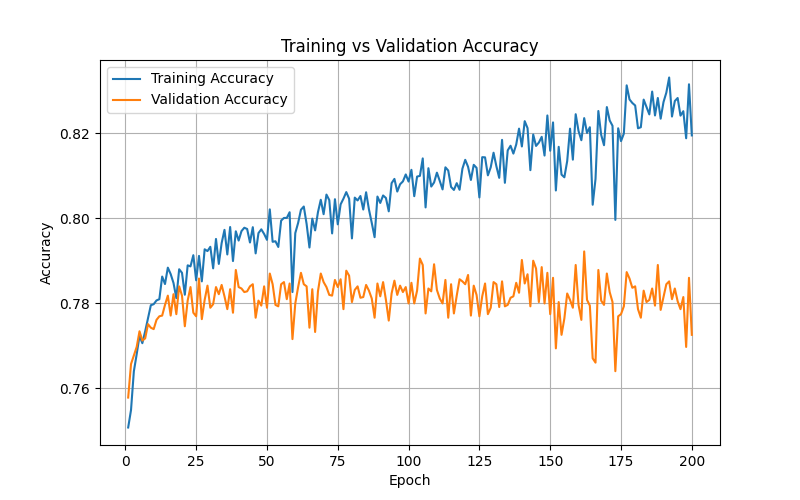 Training vs Validation Accuracy
Training Accuracy
Validation Accuracy
0.82
0.80
0.78
0.76
Accuracy
0 25 50 75 100 125 150 175 200
Epoch